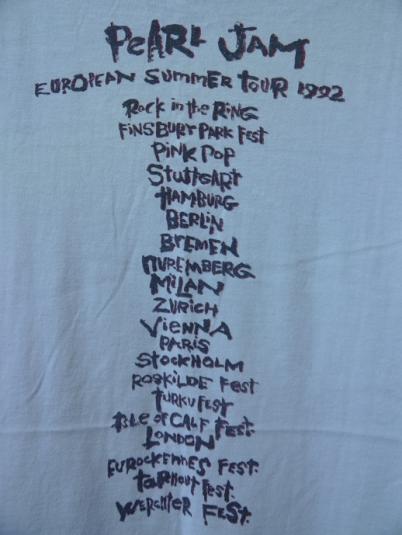 PEARL JAM
EUROPEAN SUMMER TOUR 1992
Rock in the RiNG
FiNSBURY PARK FEST
PiNK POP
STUTTGART
HAMBURG
BERLiN
BREMEN
NUREMBERG
MiLAN
ZURiCH
ViENNA
PARiS
STOCKHOLM
ROSKiLDE FEST
TURKU FEST
iSLE OF CALF FEST.
LONDON
EUROCKENNES FEST.
TORHOUT FEST.
WERCHTER FEST.